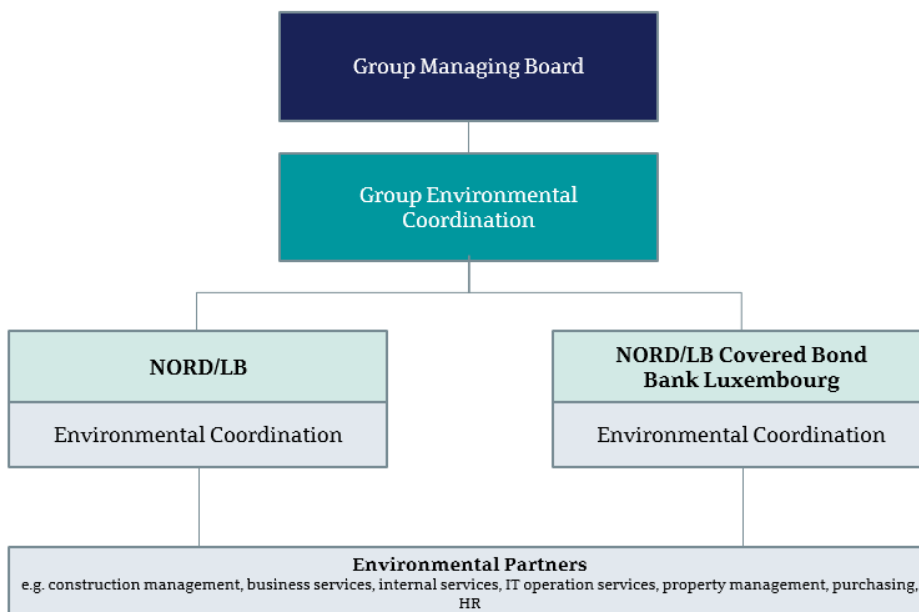 Group Managing Board
Group Environmental
Coordination
NORD/LB
NORD/LB Covered Bond
Bank Luxembourg
Environmental Coordination
Environmental Coordination
Environmental Partners
e.g. construction management, business services, internal services, IT operation services, property management, purchasing,
HR